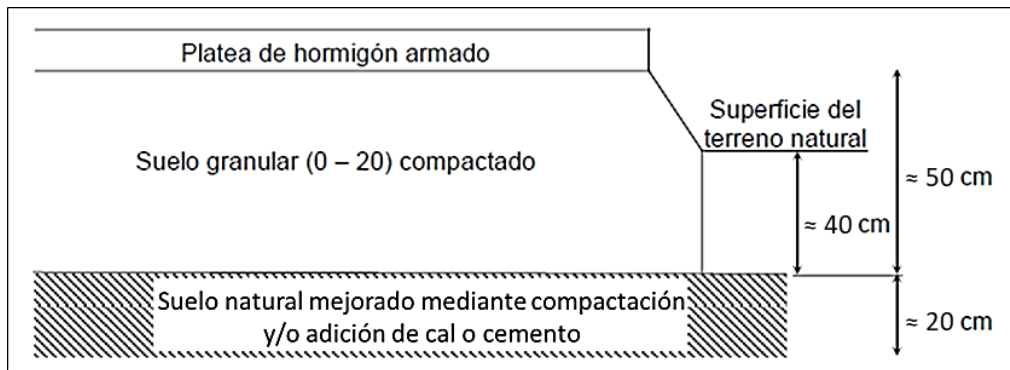 Platea de hormigón armado
Superficie del
terreno natural
Suelo granular (0 – 20) compactado
≈ 50 cm
≈ 40 cm
Suelo natural mejorado mediante compactación
y/o adición de cal o cemento
≈ 20 cm